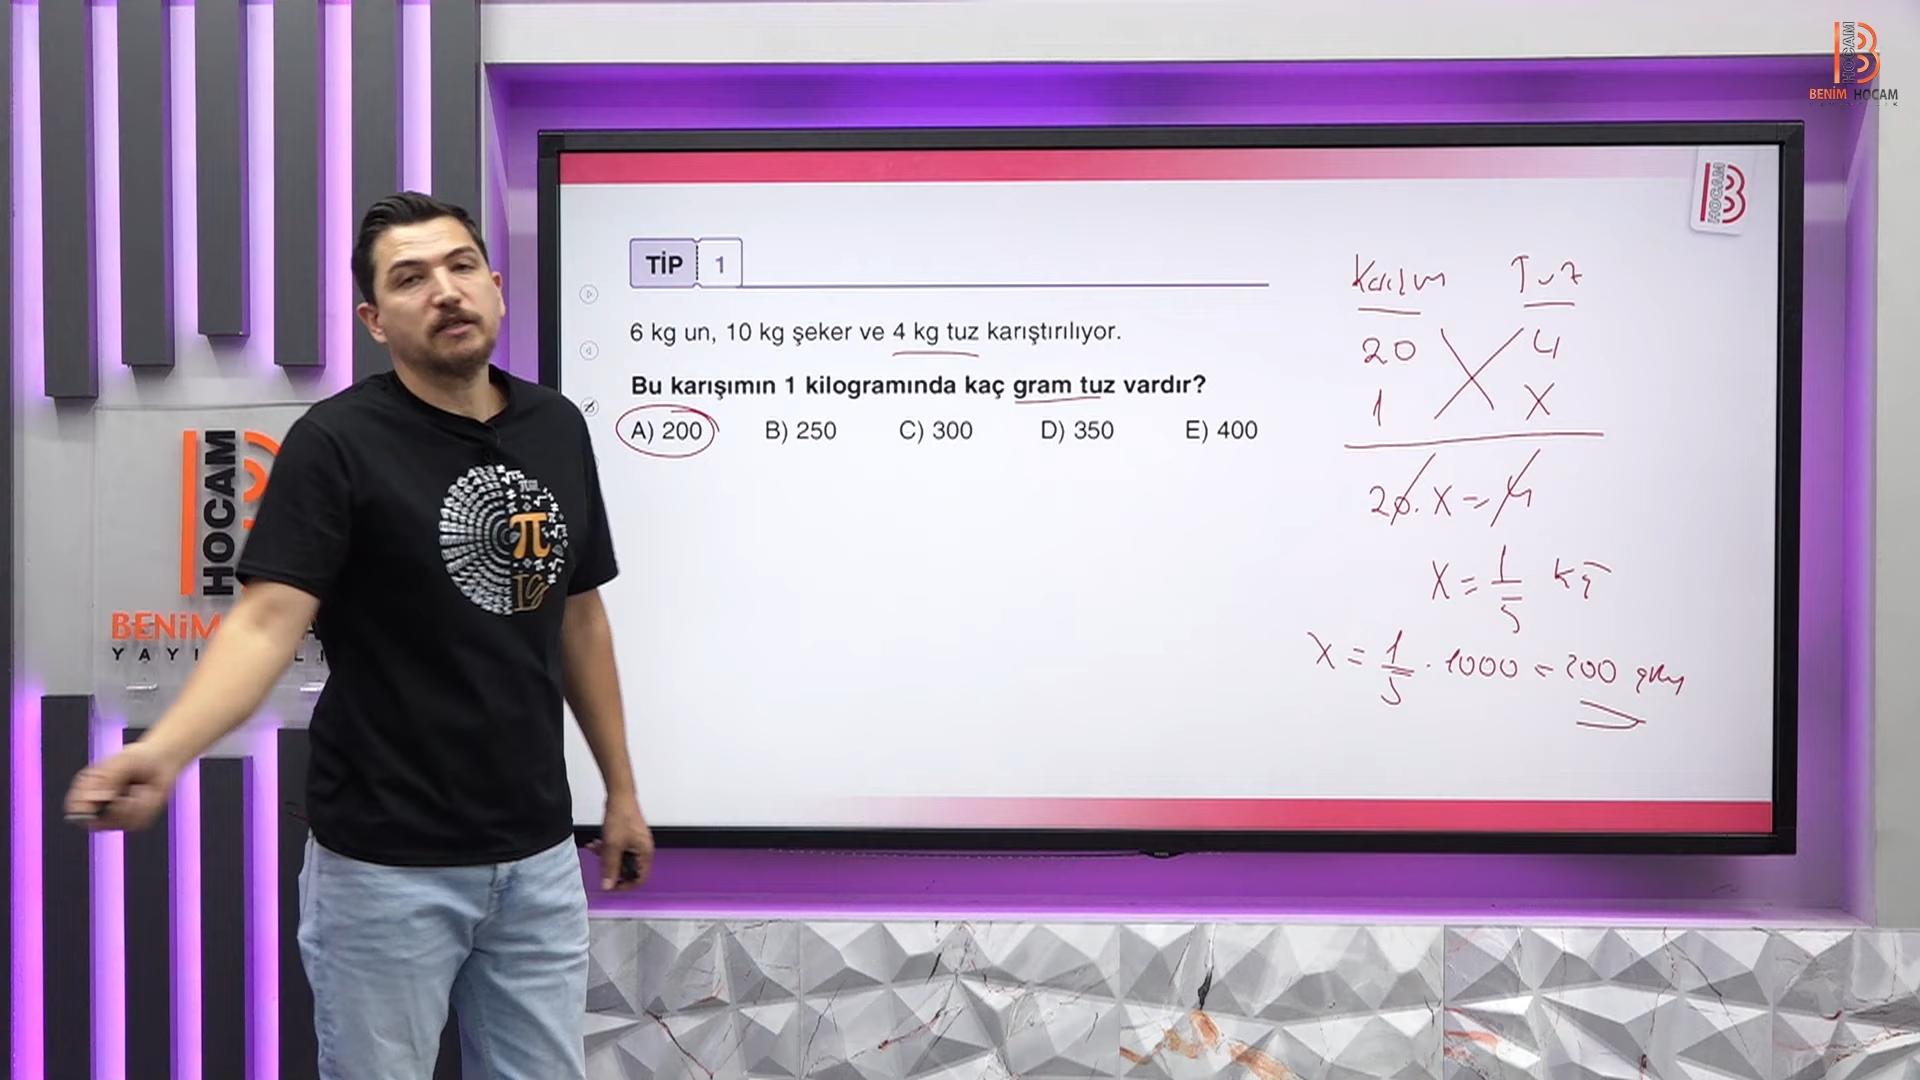 BENİM HOCAM
HOCAM
TİP 1
6 kg un, 10 kg şeker ve 4 kg tuz karıştırılıyor.
Bu karışımın 1 kilogramında kaç gram tuz vardır?
A) 200 B) 250 C) 300 D) 350 E) 400
Tuz
20 4
1 X
20.X=4
X=1/5 kg
X=1/5.1000=200
HOCAM
BENİM
π